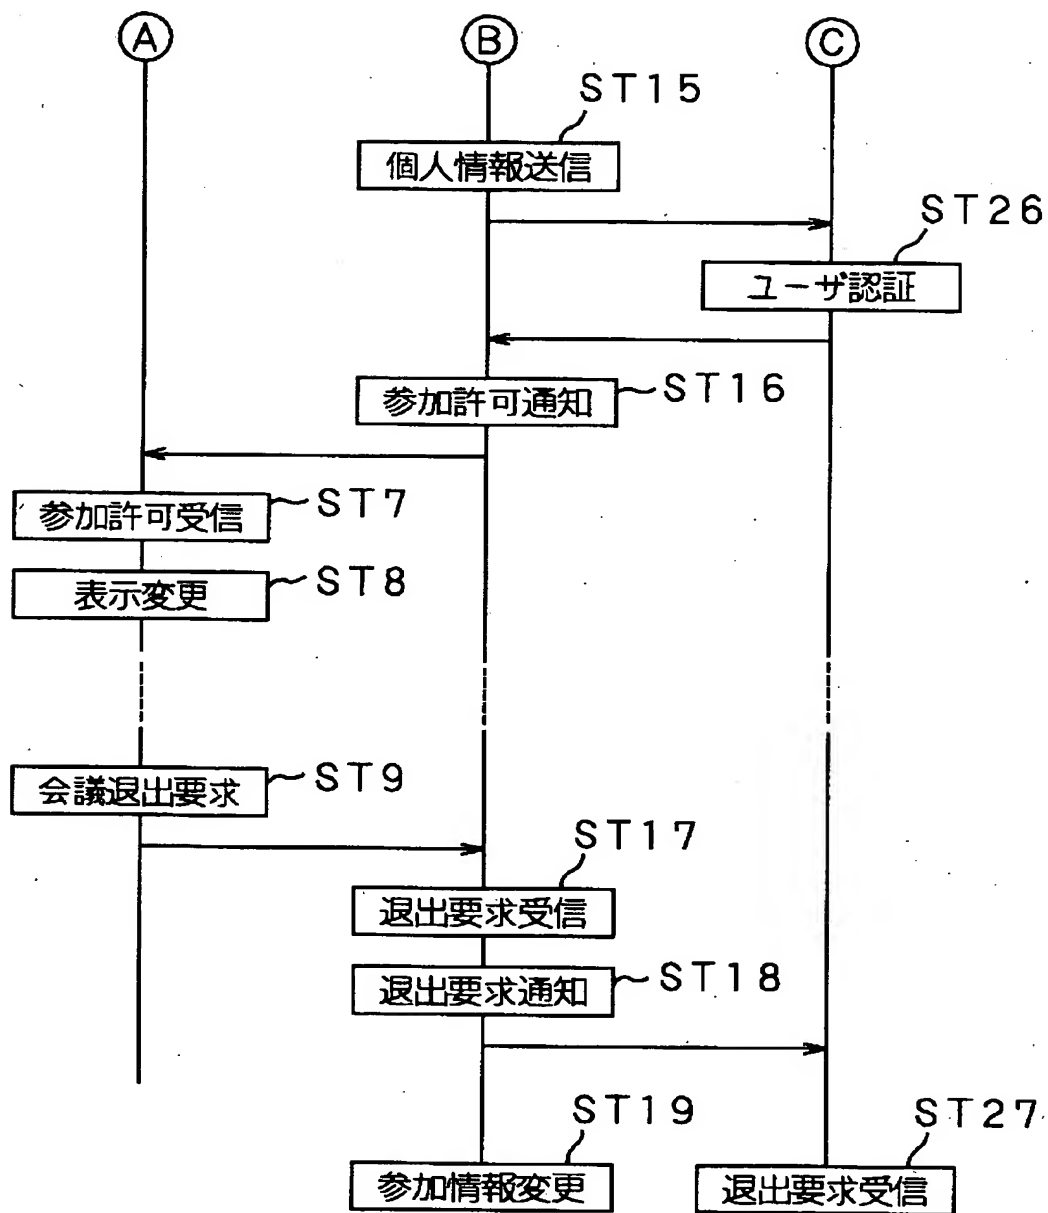 A B C
ST15
個人情報送信
ST26
ユーザ認証
参加許可通知 ST16
参加許可受信 ST7
表示変更 ST8
会議退出要求 ST9
ST17
退出要求受信
退出要求通知 ST18
ST19 ST27
参加情報変更 退出要求受信